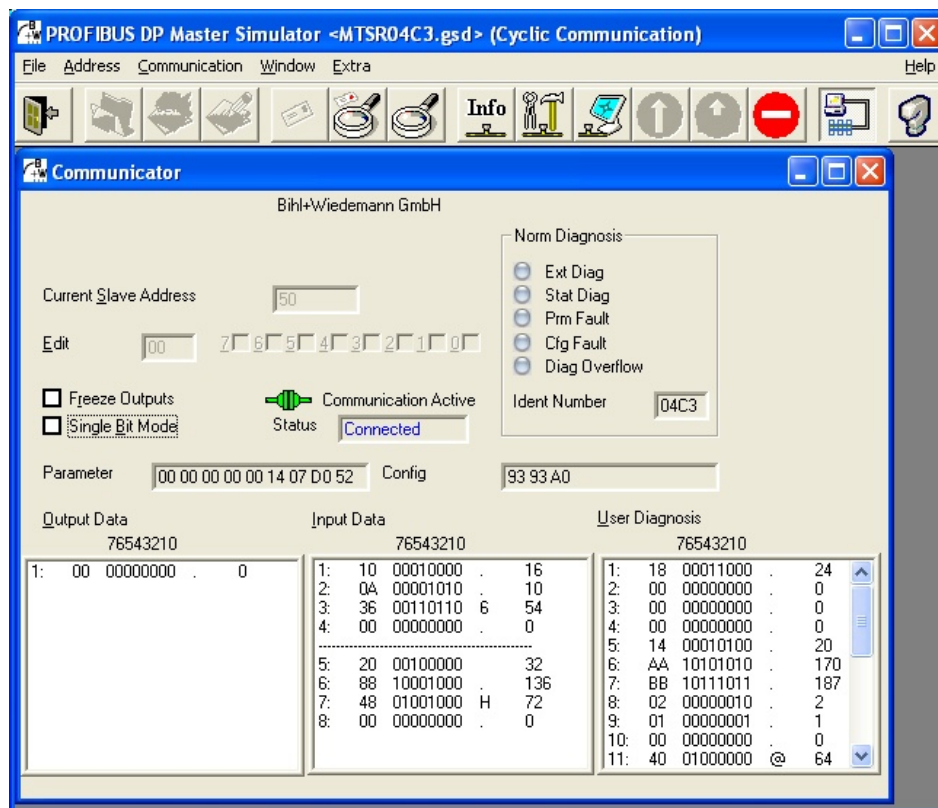 PROFIBUS DP Master Simulator <MTSR04C3.gsd> (Cyclic Communication)
File Address Communication Window Extra Help
Info
Communicator
Bihl+Wiedemann GmbH
Norm Diagnosis
Ext Diag
Current Slave Address 50
Stat Diag
Prm Fault
Edit 00 7 6 5 4 3 2 1 0
Cfg Fault
Diag Overflow
Freeze Outputs Communication Active
Ident Number 04C3
Single Bit Mode Status Connected
Parameter 00 00 00 00 00 14 07 D0 52 Config 93 93 A0
Output Data
76543210
1: 00 00000000 . 0
Input Data
76543210
1: 10 00010000 . 16
2: 0A 00001010 . 10
3: 36 00110110 6 54
4: 00 00000000 . 0
--------------------------------------------
5: 20 00100000 32
6: 88 10001000 . 136
7: 48 01001000 H 72
8: 00 00000000 . 0
User Diagnosis
76543210
1: 18 00011000 . 24
2: 00 00000000 . 0
3: 00 00000000 . 0
4: 00 00000000 . 0
5: 14 00010100 . 20
6: AA 10101010 . 170
7: BB 10111011 . 187
8: 02 00000010 . 2
9: 01 00000001 . 1
10: 00 00000000 . 0
11: 40 01000000 @ 64